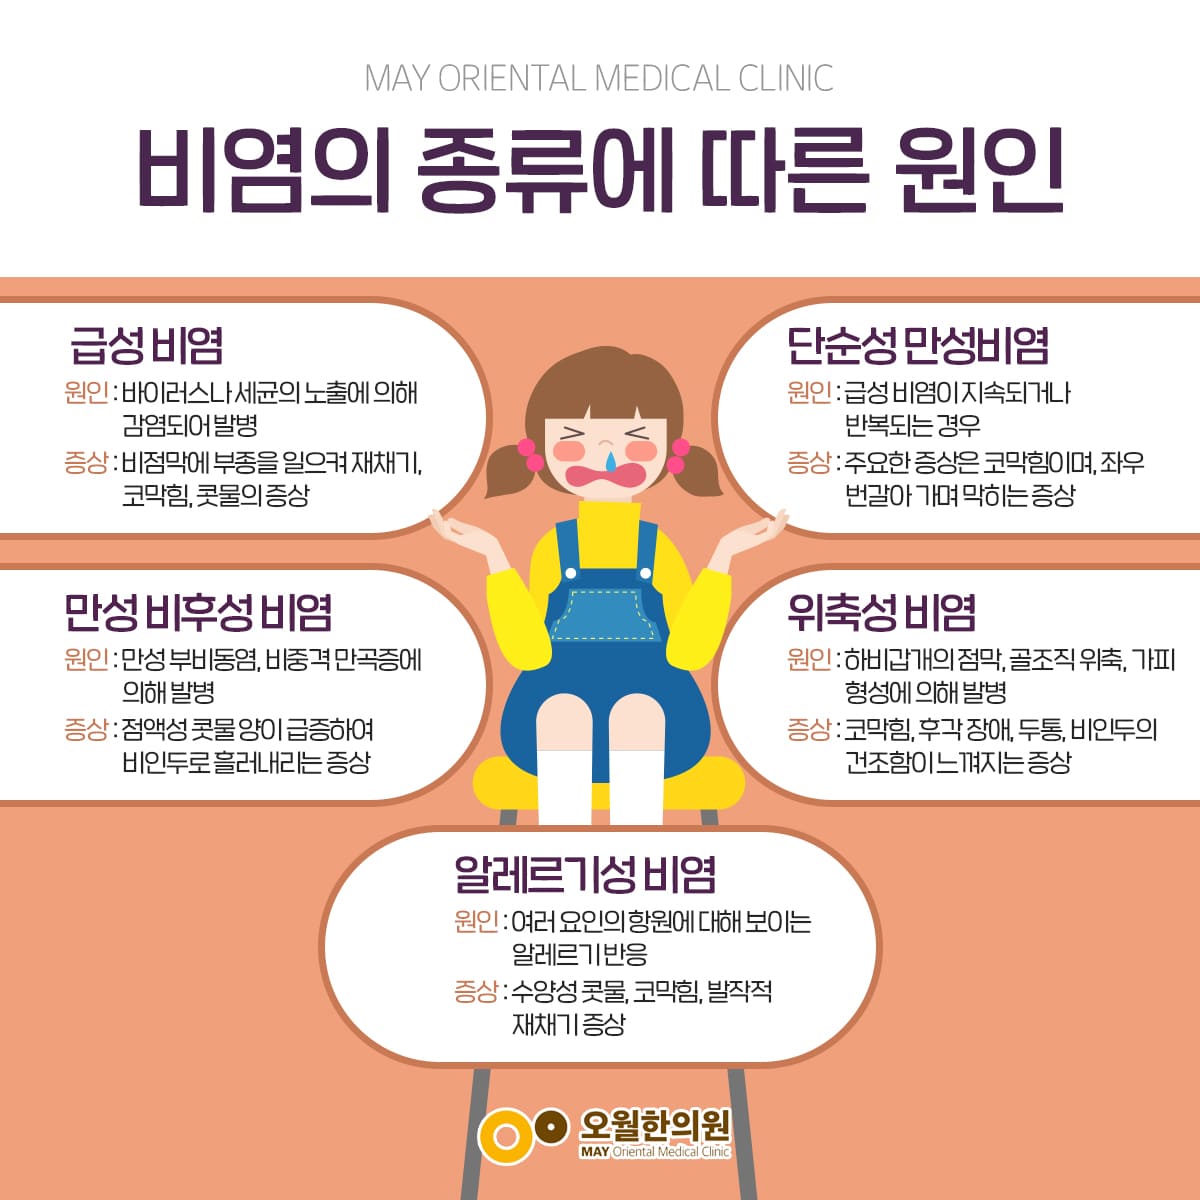 MAY ORIENTAL MEDICAL CLINIC
비염의 종류에 따른 원인
급성 비염
원인 : 바이러스나 세균의 노출에 의해
감염되어 발병
증상 : 비점막에 부종을 일으켜 재채기,
코막힘, 콧물의 증상
단순성 만성비염
원인 : 급성 비염이 지속되거나
반복되는 경우
증상 : 주요한 증상은 코막힘이며, 좌우
번갈아 가며 막히는 증상
만성 비후성 비염
원인 : 만성 부비동염, 비중격 만곡증에
의해 발병
증상 : 점액성 콧물 양이 급증하여
비인두로 흘러내리는 증상
위축성 비염
원인 : 하비갑개의 점막, 골조직 위축, 가피
형성에 의해 발병
증상 : 코막힘, 후각 장애, 두통, 비인두의
건조함이 느껴지는 증상
알레르기성 비염
원인 : 여러 요인의 항원에 대해 보이는
알레르기 반응
증상 : 수양성 콧물, 코막힘, 발작적
재채기 증상
오월한의원
MAY Oriental Medical Clinic